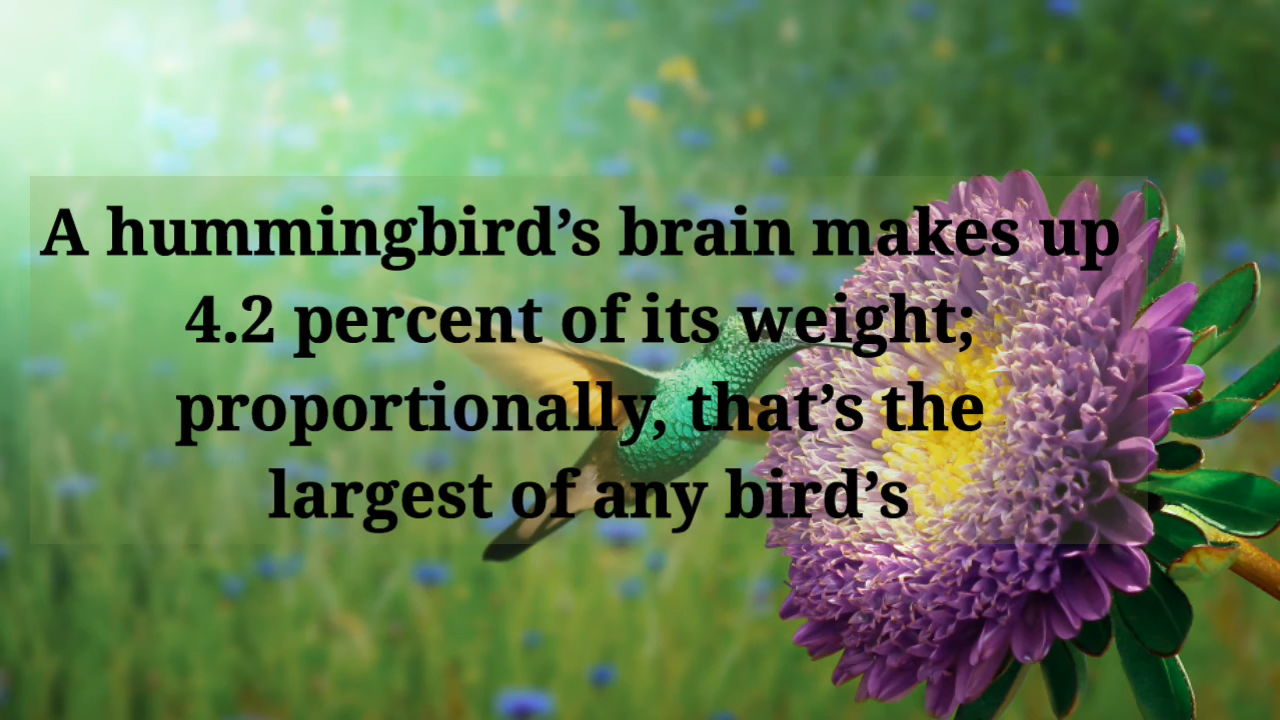 A hummingbird’s brain makes up
4.2 percent of its weight;
proportionally, that’s the
largest of any bird’s